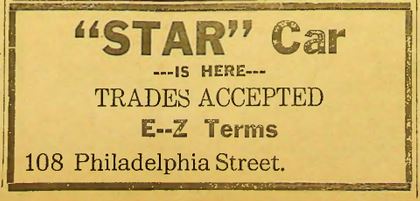 “STAR” Car
---IS HERE---
TRADES ACCEPTED
E--Z Terms
108 Philadelphia Street.